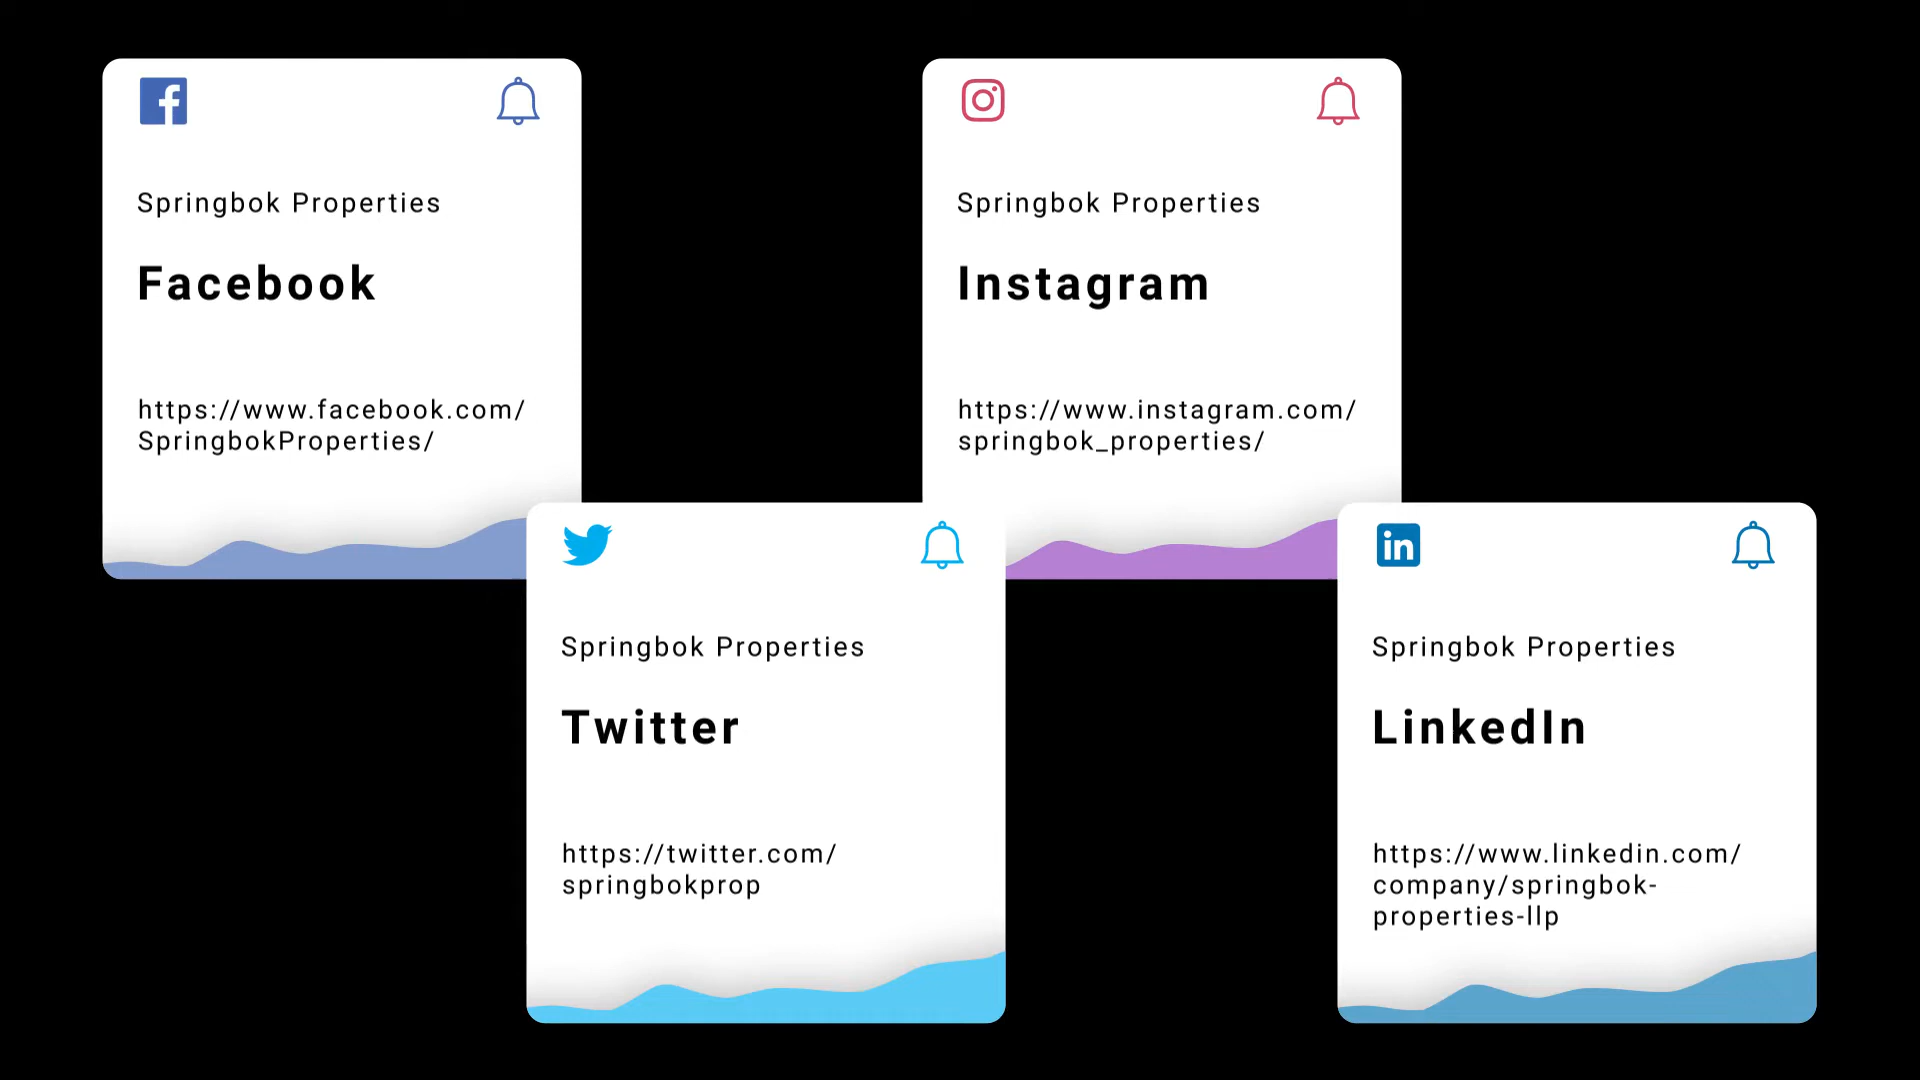 Springbok Properties
Facebook
https://www.facebook.com/
SpringbokProperties/
Springbok Properties
Instagram
https://www.instagram.com/
springbok_properties/
Springbok Properties
Twitter
https://twitter.com/
springbokprop
Springbok Properties
LinkedIn
https://www.linkedin.com/
company/springbok-
properties-llp